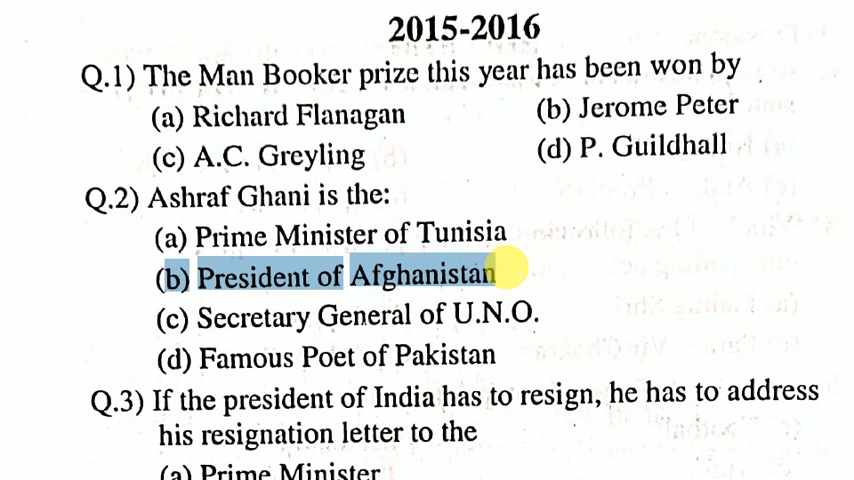 2015-2016
Q.1) The Man Booker prize this year has been won by
(a) Richard Flanagan (b) Jerome Peter
(c) A.C. Greyling (d) P. Guildhall
Q.2) Ashraf Ghani is the:
(a) Prime Minister of Tunisia
(b) President of Afghanistan
(c) Secretary General of U.N.O.
(d) Famous Poet of Pakistan
Q.3) If the president of India has to resign, he has to address
his resignation letter to the
(a) Prime Minister